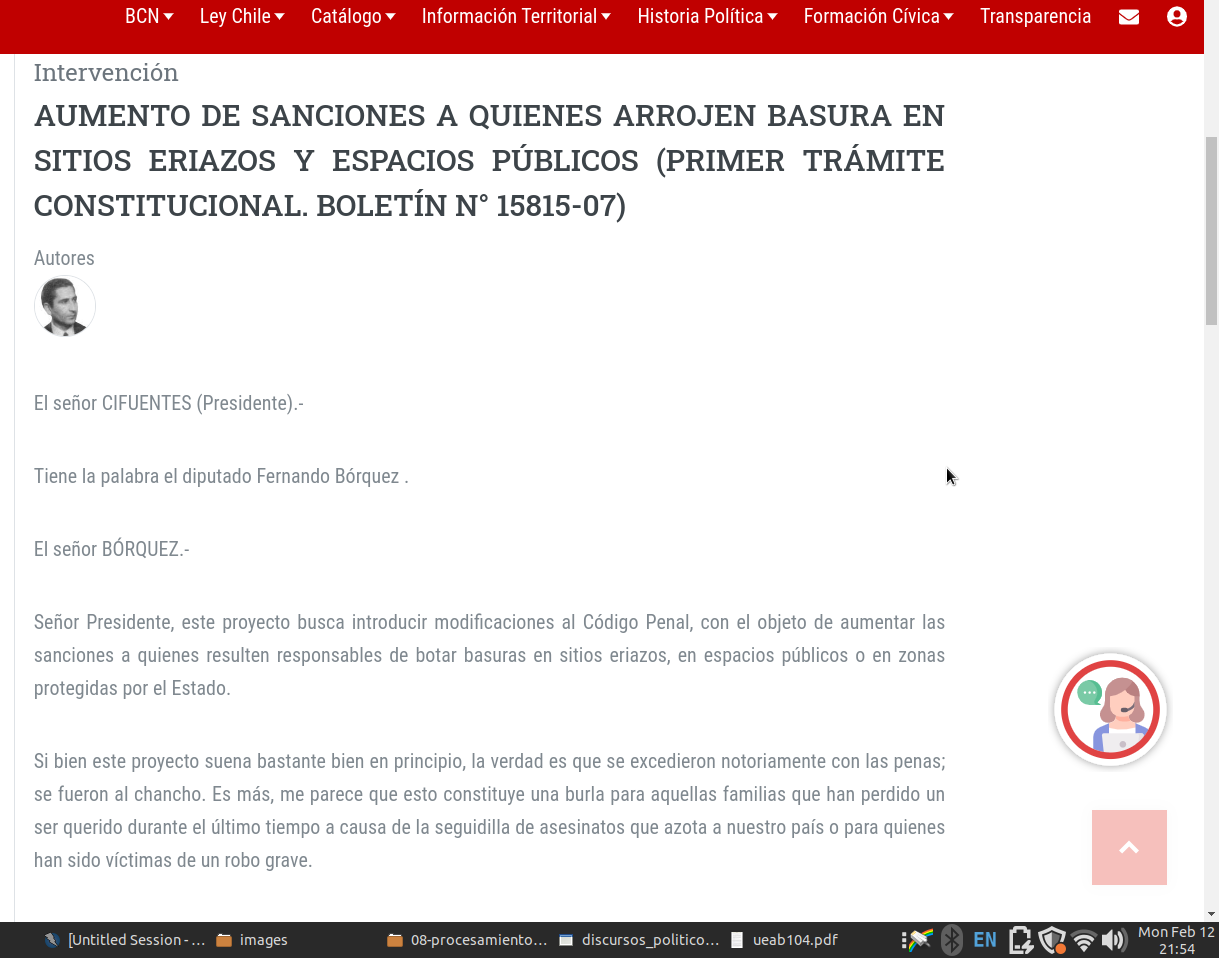 BCN Ley Chile Catálogo Información Territorial Historia Política Formación Cívica Transparencia
Intervención
AUMENTO DE SANCIONES A QUIENES ARROJEN BASURA EN
SITIOS ERIAZOS Y ESPACIOS PÚBLICOS (PRIMER TRÁMITE
CONSTITUCIONAL. BOLETÍN N° 15815-07)
Autores
El señor CIFUENTES (Presidente).-
Tiene la palabra el diputado Fernando Bórquez .
El señor BÓRQUEZ.-
Señor Presidente, este proyecto busca introducir modificaciones al Código Penal, con el objeto de aumentar las
sanciones a quienes resulten responsables de botar basuras en sitios eriazos, en espacios públicos o en zonas
protegidas por el Estado.
Si bien este proyecto suena bastante bien en principio, la verdad es que se excedieron notoriamente con las penas;
se fueron al chancho. Es más, me parece que esto constituye una burla para aquellas familias que han perdido un
ser querido durante el último tiempo a causa de la seguidilla de asesinatos que azota a nuestro país o para quienes
han sido víctimas de un robo grave.
[Untitled Session - ... images 08-procesamiento... discursos_politico... ueab104.pdf EN Mon Feb 12
21:54